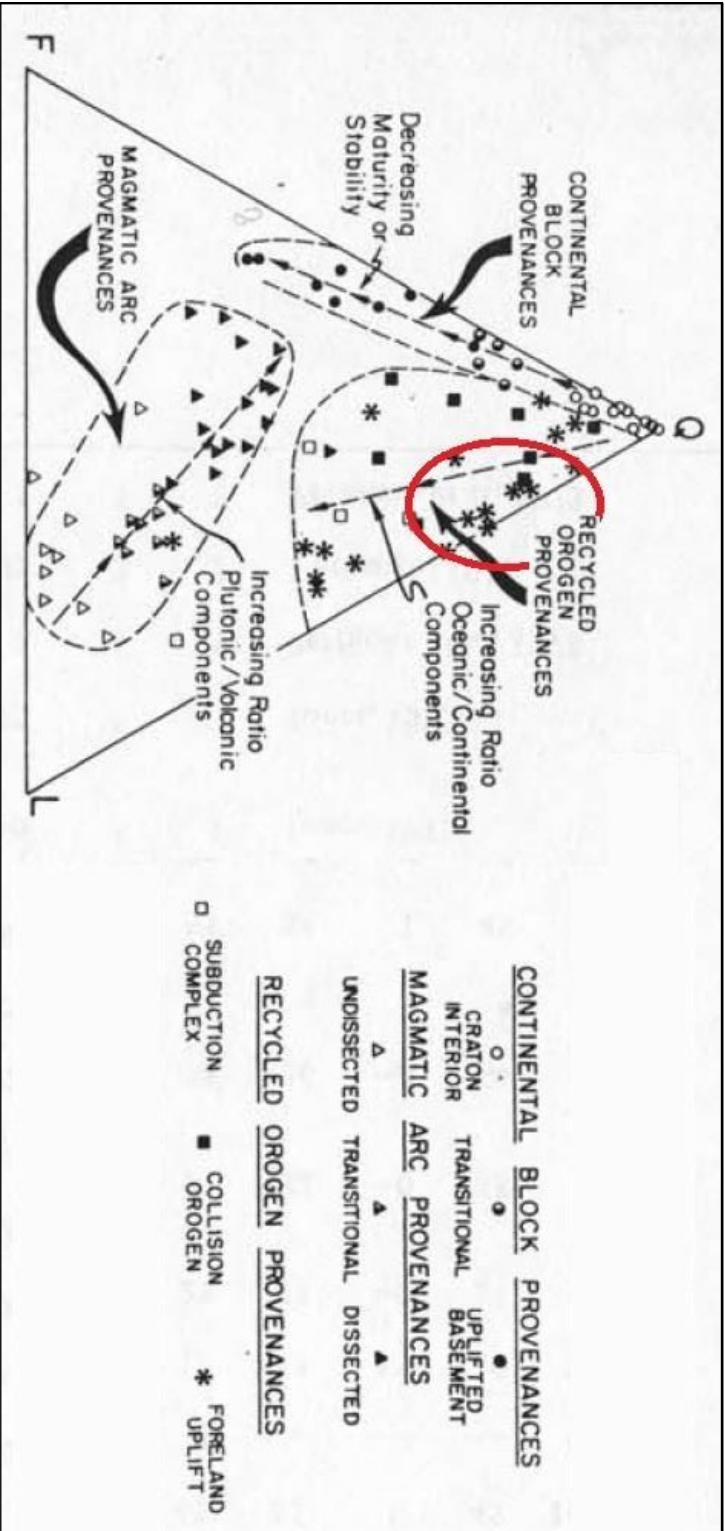 Q
CONTINENTAL
BLOCK
PROVENANCES
RECYCLED
OROGEN
PROVENANCES
Decreasing
Maturity or
Stability
Increasing Ratio
Oceanic/Continental
Components
MAGMATIC ARC
PROVENANCES
Increasing Ratio
Plutonic/Volcanic
Components
F
L
CONTINENTAL BLOCK PROVENANCES
CRATON INTERIOR
TRANSITIONAL
UPLIFTED BASEMENT
MAGMATIC ARC PROVENANCES
UNDISSECTED TRANSITIONAL DISSECTED
RECYCLED OROGEN PROVENANCES
SUBDUCTION COMPLEX
COLLISION OROGEN
FORELAND UPLIFT